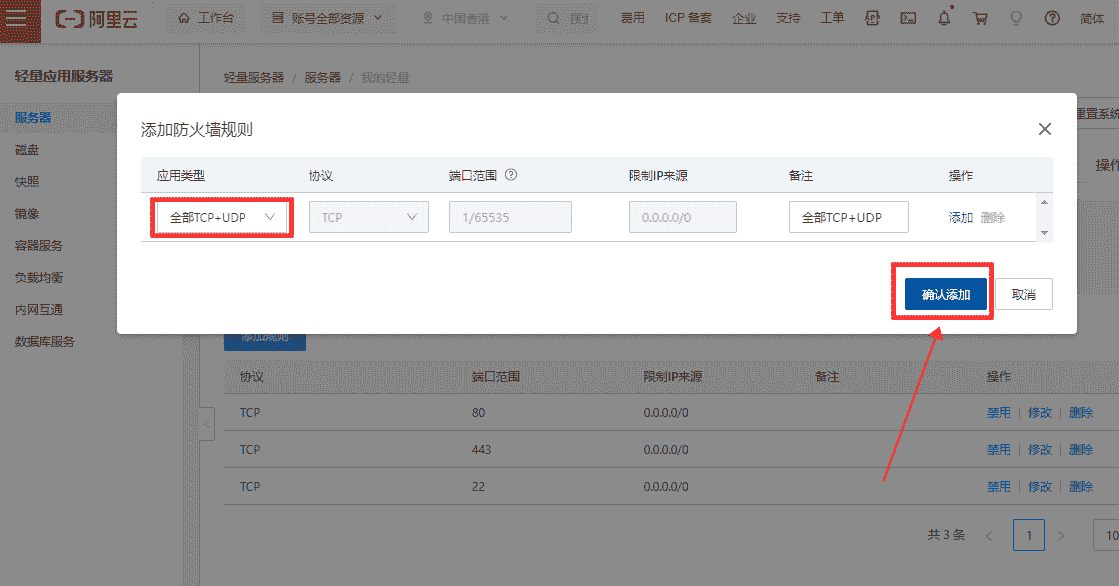 阿里云 工作台 账号全部资源 中国香港 费用 ICP 备案 企业 支持 工单 简体
轻量应用服务器
轻量服务器 / 服务器 / 我的轻量
服务器
磁盘
快照
镜像
容器服务
负载均衡
内网互通
数据库服务
重置系统
操作
添加防火墙规则
应用类型 协议 端口范围 限制IP来源 备注 操作
全部TCP+UDP TCP 1/65535 0.0.0.0/0 全部TCP+UDP 添加 删除
确认添加 取消
添加规则
协议 端口范围 限制IP来源 备注 操作
TCP 80 0.0.0.0/0 禁用 修改 删除
TCP 443 0.0.0.0/0 禁用 修改 删除
TCP 22 0.0.0.0/0 禁用 修改 删除
共 3 条 < 1 > 10